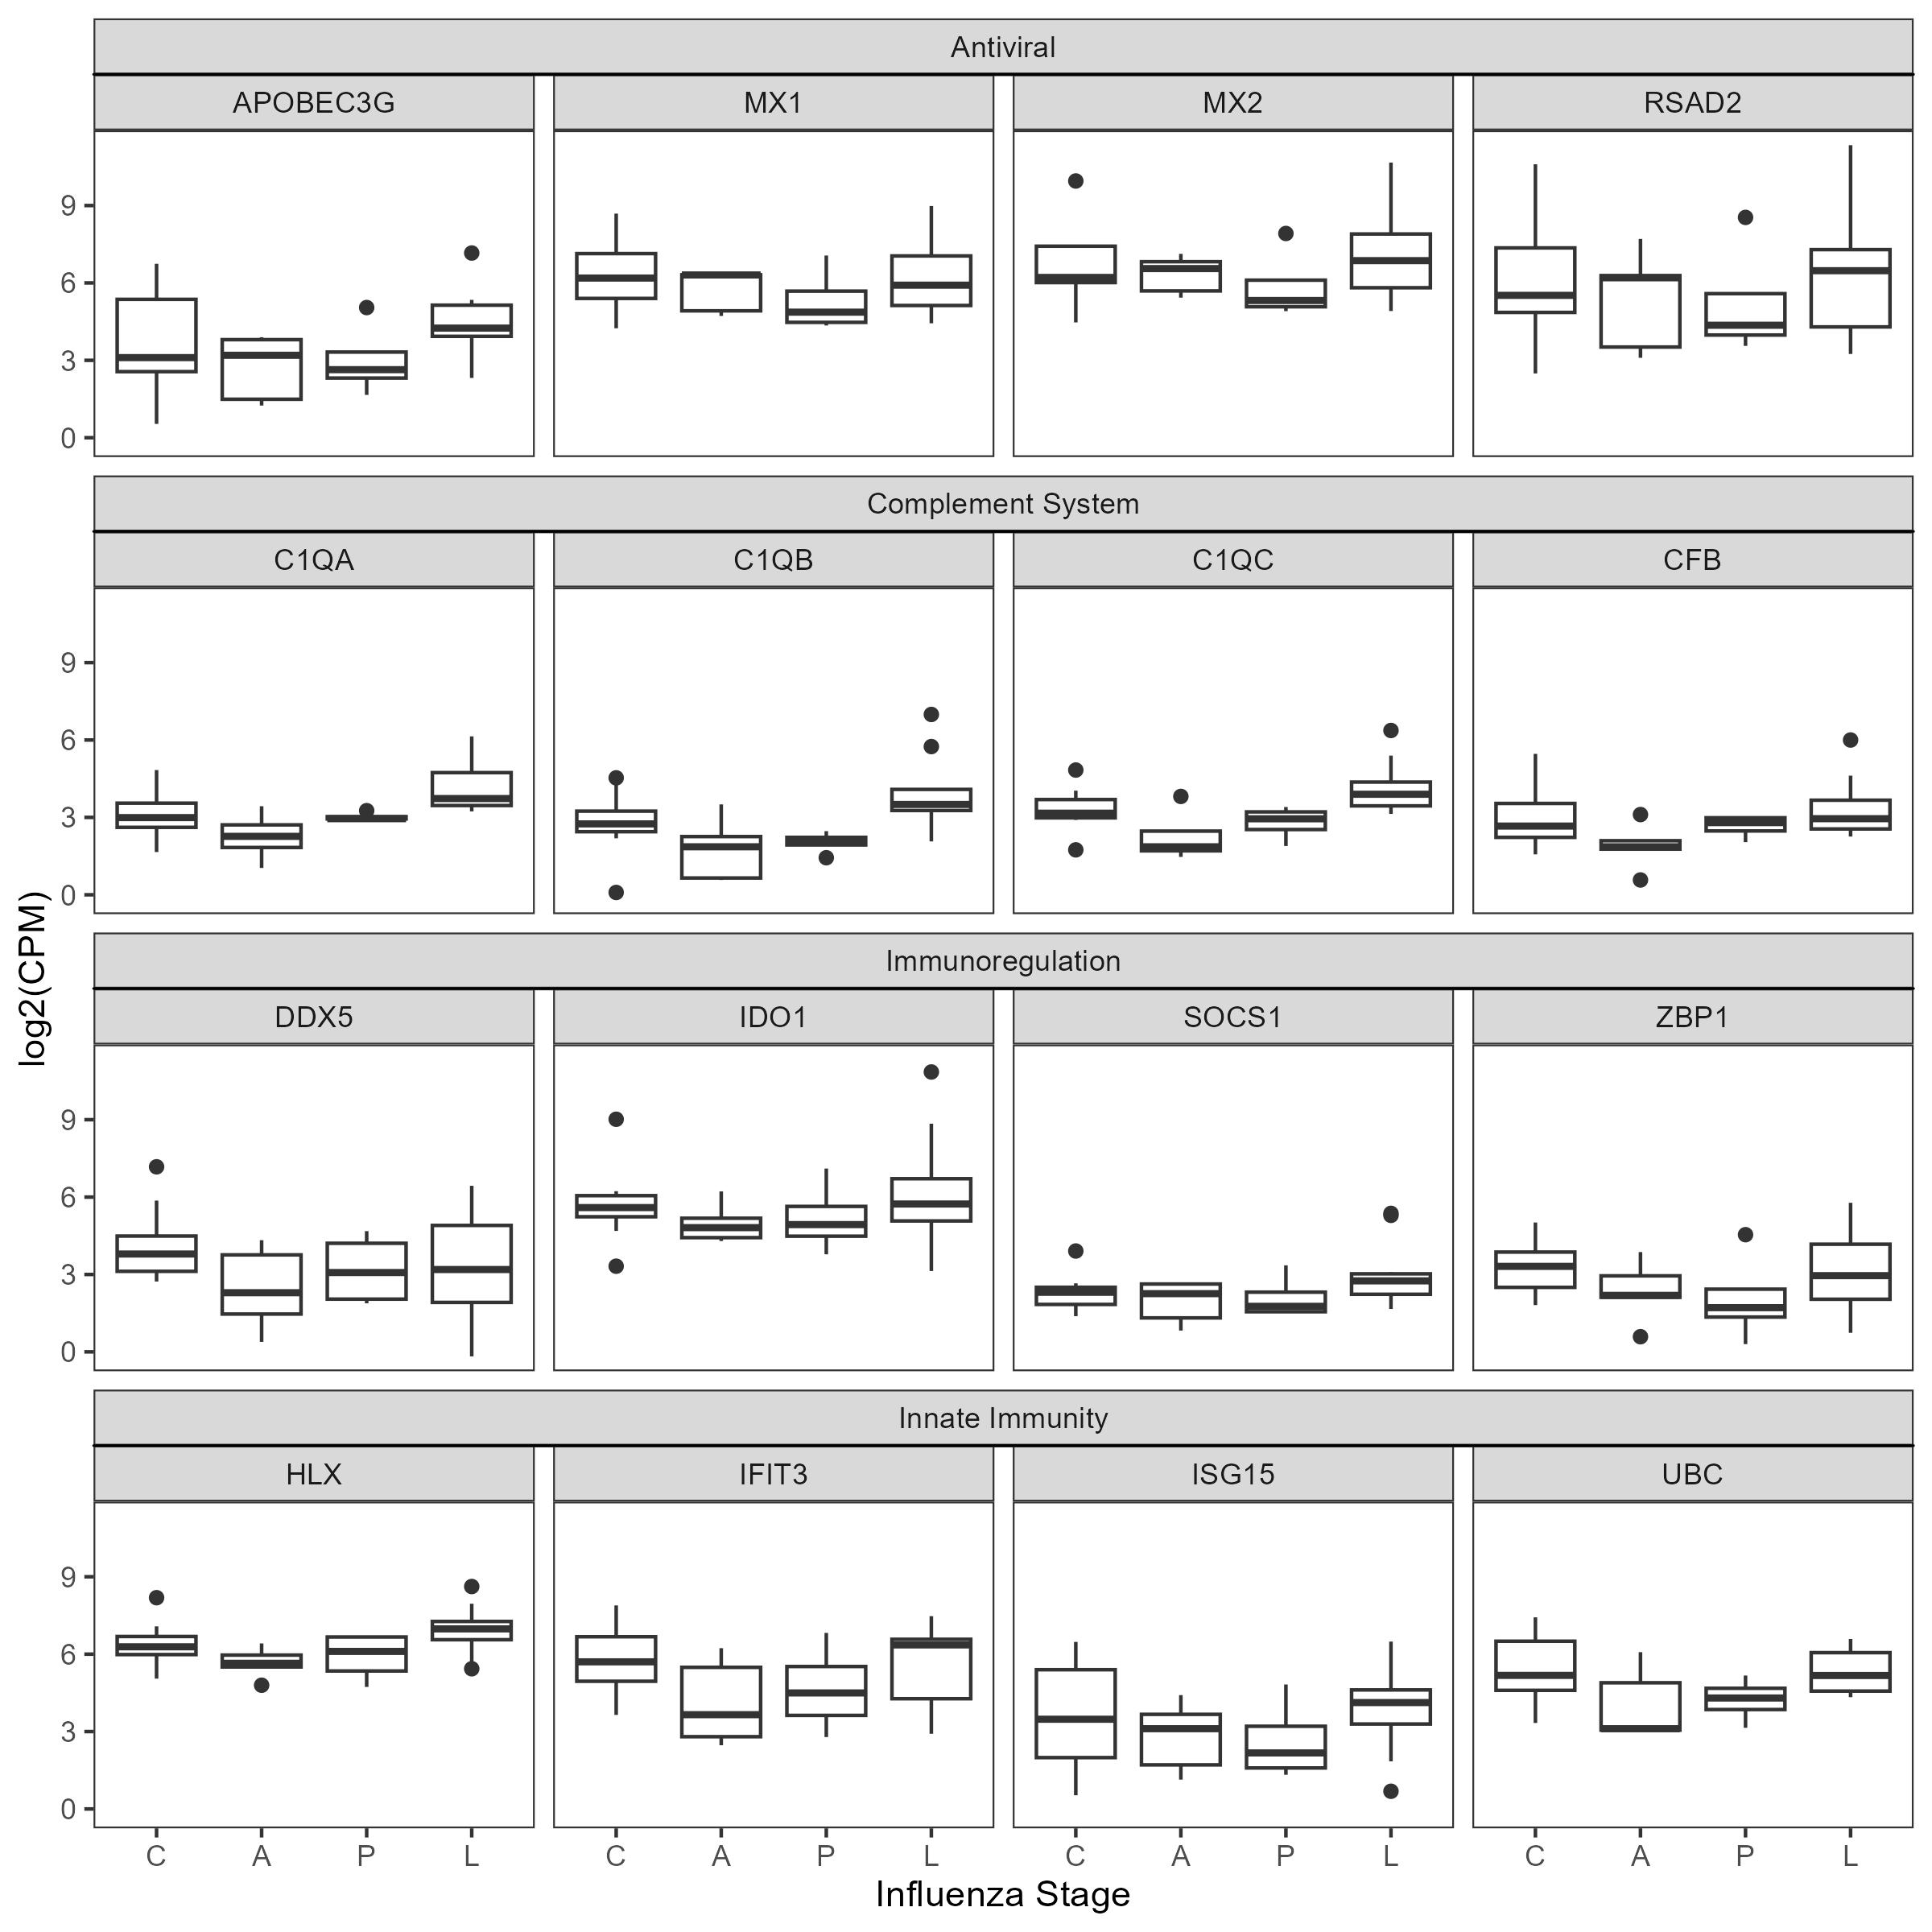 Antiviral
APOBEC3G MX1 MX2 RSAD2
9
6
3
0
Complement System
C1QA C1QB C1QC CFB
9
6
3
0
Immunoregulation
DDX5 IDO1 SOCS1 ZBP1
9
6
3
0
Innate Immunity
HLX IFIT3 ISG15 UBC
9
6
3
0
log2(CPM)
C A P L C A P L C A P L C A P L
Influenza Stage